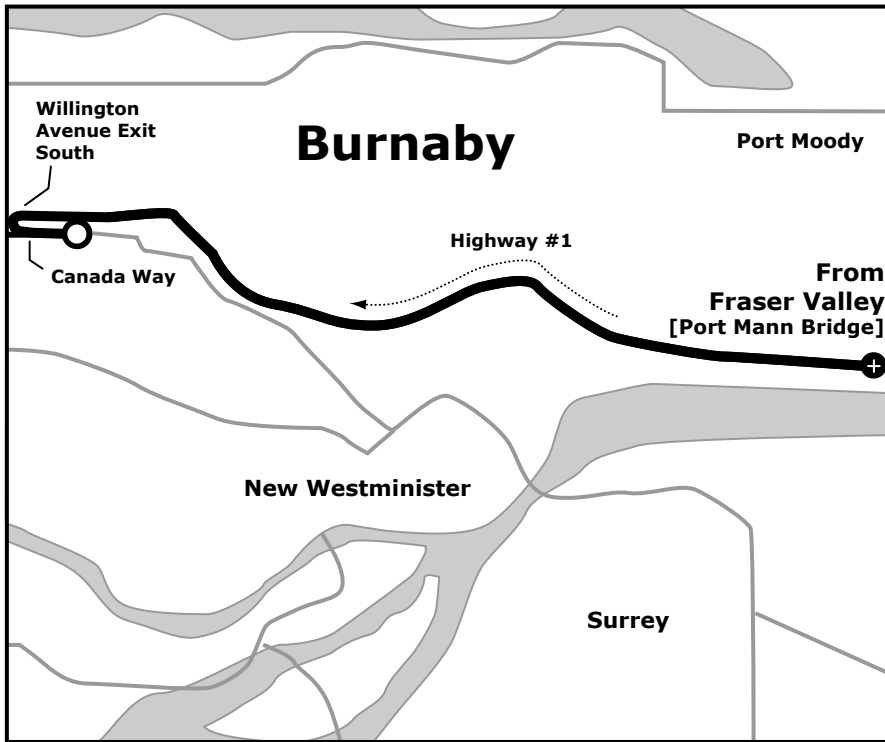 Willington
Avenue Exit
South
Burnaby
Port Moody
Highway #1
Canada Way
From
Fraser Valley
[Port Mann Bridge]
New Westminister
Surrey